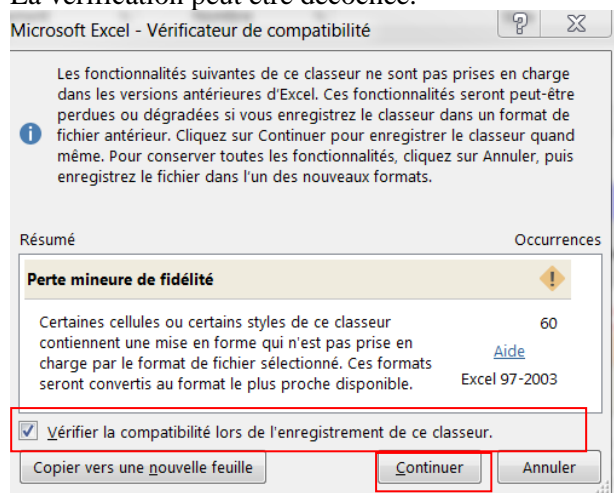 La vérification peut être décochée.
Microsoft Excel - Vérificateur de compatibilité
Les fonctionnalités suivantes de ce classeur ne sont pas prises en charge
dans les versions antérieures d'Excel. Ces fonctionnalités seront peut-être
perdues ou dégradées si vous enregistrez le classeur dans un format de
fichier antérieur. Cliquez sur Continuer pour enregistrer le classeur quand
même. Pour conserver toutes les fonctionnalités, cliquez sur Annuler, puis
enregistrez le fichier dans l'un des nouveaux formats.
Résumé Occurrences
Perte mineure de fidélité
Certaines cellules ou certains styles de ce classeur 60
contiennent une mise en forme qui n'est pas prise en
charge par le format de fichier sélectionné. Ces formats Aide
seront convertis au format le plus proche disponible. Excel 97-2003
Vérifier la compatibilité lors de l'enregistrement de ce classeur.
Copier vers une nouvelle feuille Continuer Annuler